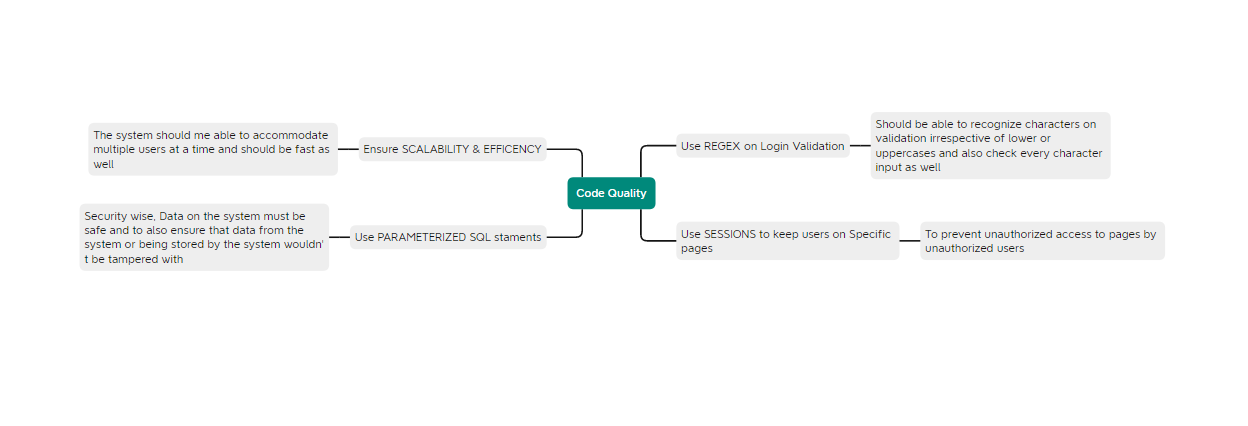 The system should me able to accommodate
multiple users at a time and should be fast as
well
Ensure SCALABILITY & EFFICENCY
Security wise, Data on the system must be
safe and to also ensure that data from the
system or being stored by the system wouldn'
t be tampered with
Use PARAMETERIZED SQL staments
Code Quality
Use REGEX on Login Validation
Should be able to recognize characters on
validation irrespective of lower or
uppercases and also check every character
input as well
Use SESSIONS to keep users on Specific
pages
To prevent unauthorized access to pages by
unauthorized users